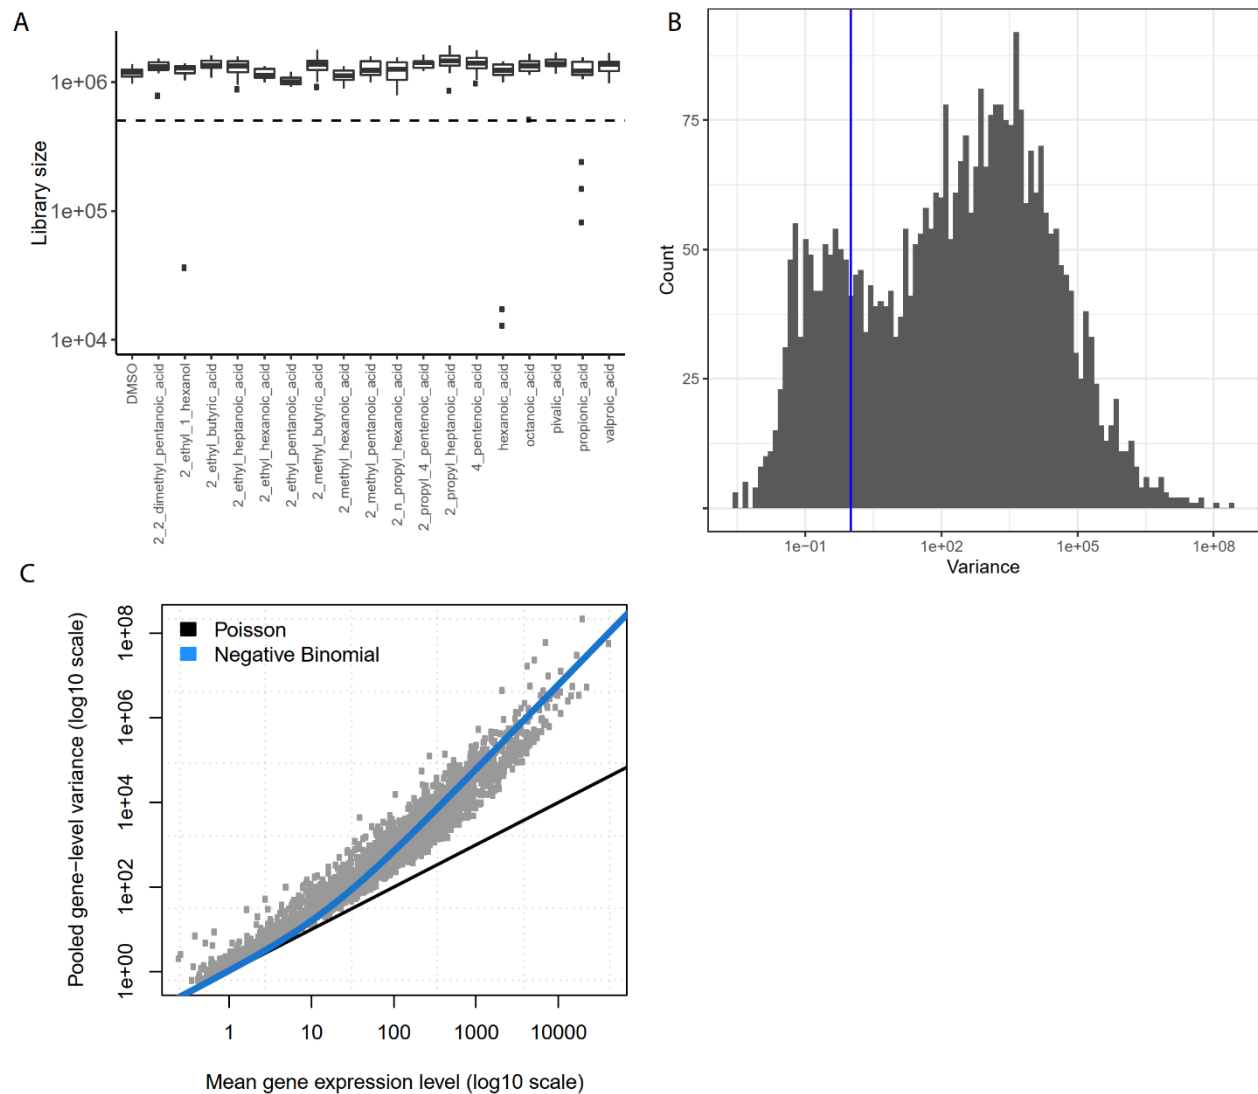 A
Library size
1e+06
1e+05
1e+04
DMSO
2_2_dimethyl_pentanoic_acid
2_ethyl_1_hexanol
2_ethyl_butyric_acid
2_ethyl_heptanoic_acid
2_ethyl_hexanoic_acid
2_ethyl_pentanoic_acid
2_methyl_butyric_acid
2_methyl_hexanoic_acid
2_methyl_pentanoic_acid
2_n_propyl_hexanoic_acid
2_propyl_4_pentenoic_acid
2_propyl_heptanoic_acid
4_pentenoic_acid
hexanoic_acid
octanoic_acid
pivalic_acid
propionic_acid
valproic_acid
B
Count
75
50
25
1e-01
1e+02
1e+05
1e+08
Variance
C
Pooled gene-level variance (log10 scale)
1e+08
1e+06
1e+04
1e+02
1e+00
Poisson
Negative Binomial
1
10
100
1000
10000
Mean gene expression level (log10 scale)